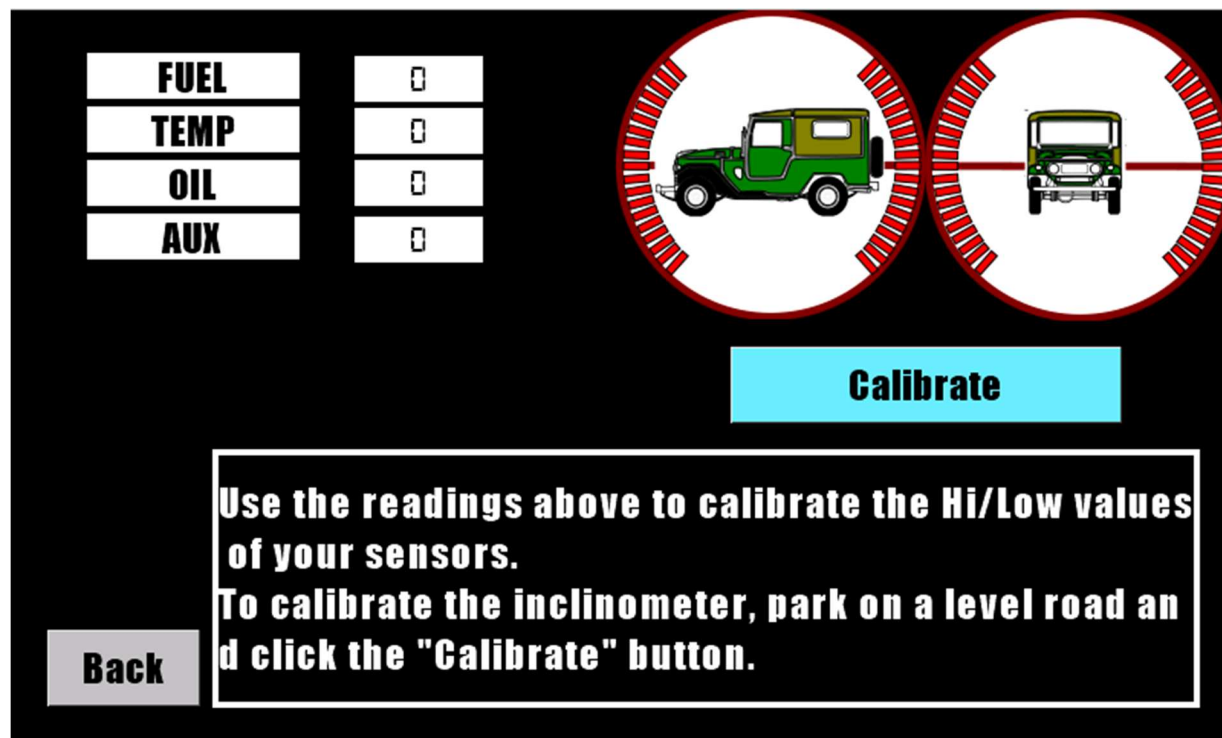 FUEL 0
TEMP 0
OIL 0
AUX 0
Calibrate
Use the readings above to calibrate the Hi/Low values
of your sensors.
To calibrate the inclinometer, park on a level road an
d click the "Calibrate" button.
Back